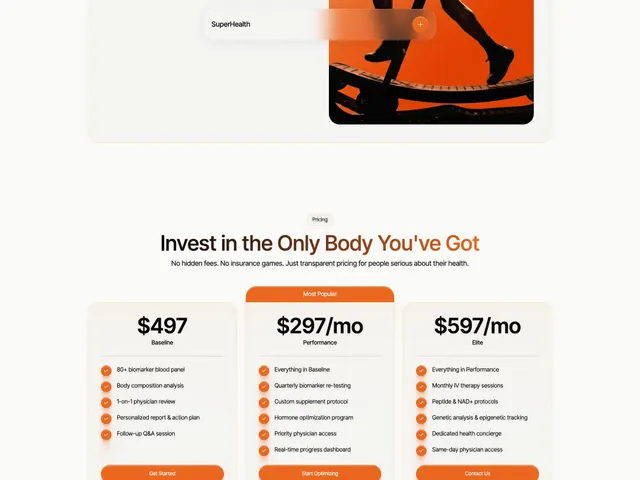 SuperHealth
Pricing
Invest in the Only Body You've Got
No hidden fees. No insurance games. Just transparent pricing for people serious about their health.
Most Popular
$497
Baseline
80+ biomarker blood panel
Body composition analysis
1-on-1 physician review
Personalized report & action plan
Follow-up Q&A session
Get Started
$297/mo
Performance
Everything in Baseline
Quarterly biomarker re-testing
Custom supplement protocol
Hormone optimization program
Priority physician access
Real-time progress dashboard
Start Optimizing
$597/mo
Elite
Everything in Performance
Monthly IV therapy sessions
Peptide & NAD+ protocols
Genetic analysis & epigenetic tracking
Dedicated health concierge
Same-day physician access
Contact Us